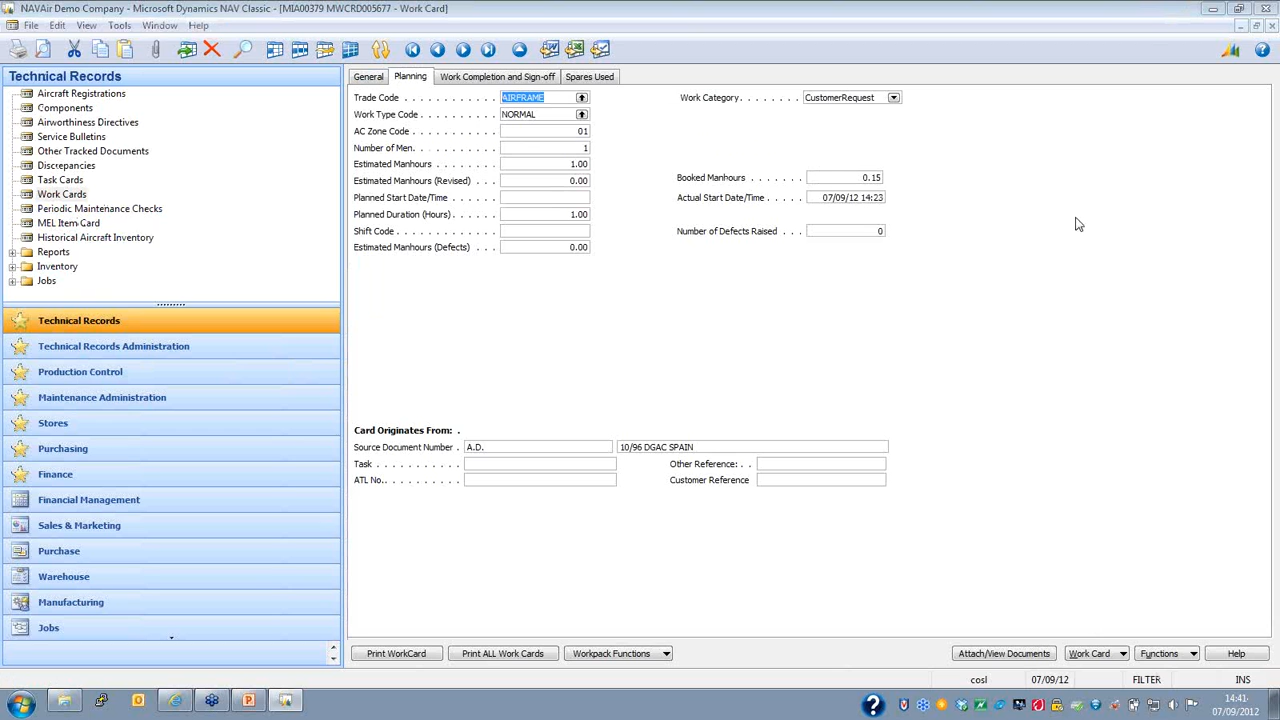 NAVAir Demo Company - Microsoft Dynamics NAV Classic - [MIA00379 MWCRD005677 - Work Card]
File Edit View Tools Window Help
Technical Records
Aircraft Registrations
Components
Airworthiness Directives
Service Bulletins
Other Tracked Documents
Discrepancies
Task Cards
Work Cards
Periodic Maintenance Checks
MEL Item Card
Historical Aircraft Inventory
Reports
Inventory
Jobs
Technical Records
Technical Records Administration
Production Control
Maintenance Administration
Stores
Purchasing
Finance
Financial Management
Sales & Marketing
Purchase
Warehouse
Manufacturing
Jobs
General Planning Work Completion and Sign-off Spares Used
Trade Code AIRFRAME Work Category CustomerRequest
Work Type Code NORMAL
AC Zone Code 01
Number of Men 1
Estimated Manhours 1.00
Booked Manhours 0.15
Estimated Manhours (Revised) 0.00
Planned Start Date/Time Actual Start Date/Time 07/09/12 14:23
Planned Duration (Hours) 1.00
Shift Code Number of Defects Raised 0
Estimated Manhours (Defects) 0.00
Card Originates From: .
Source Document Number A.D. 10/96 DGAC SPAIN
Task Other Reference:
ATL No. Customer Reference
Print WorkCard Print ALL Work Cards Workpack Functions Attach/View Documents Work Card Functions Help
cosl 07/09/12 FILTER INS
14:41
07/09/2012